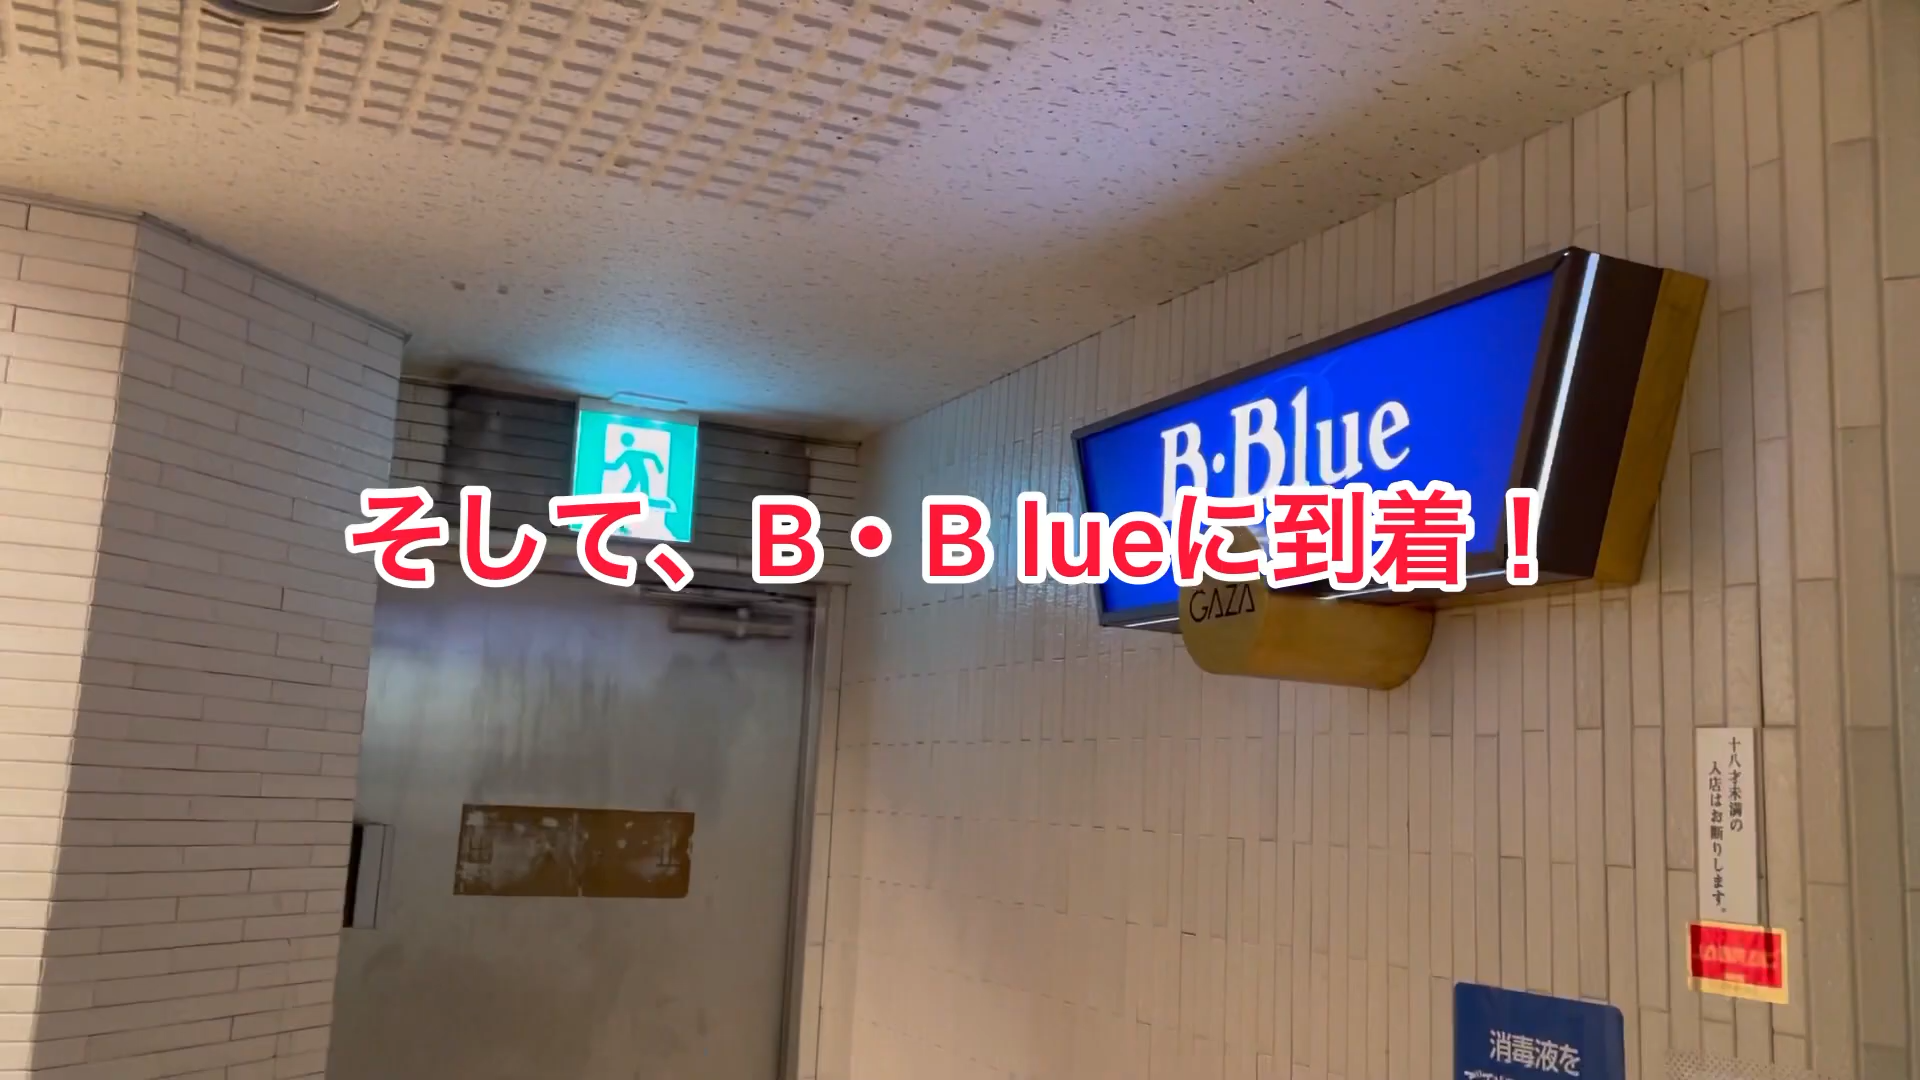 B·Blue
そして、B・B lueに到着！
GAZA
十八才未満の
入店はお断りします。
消毒液を